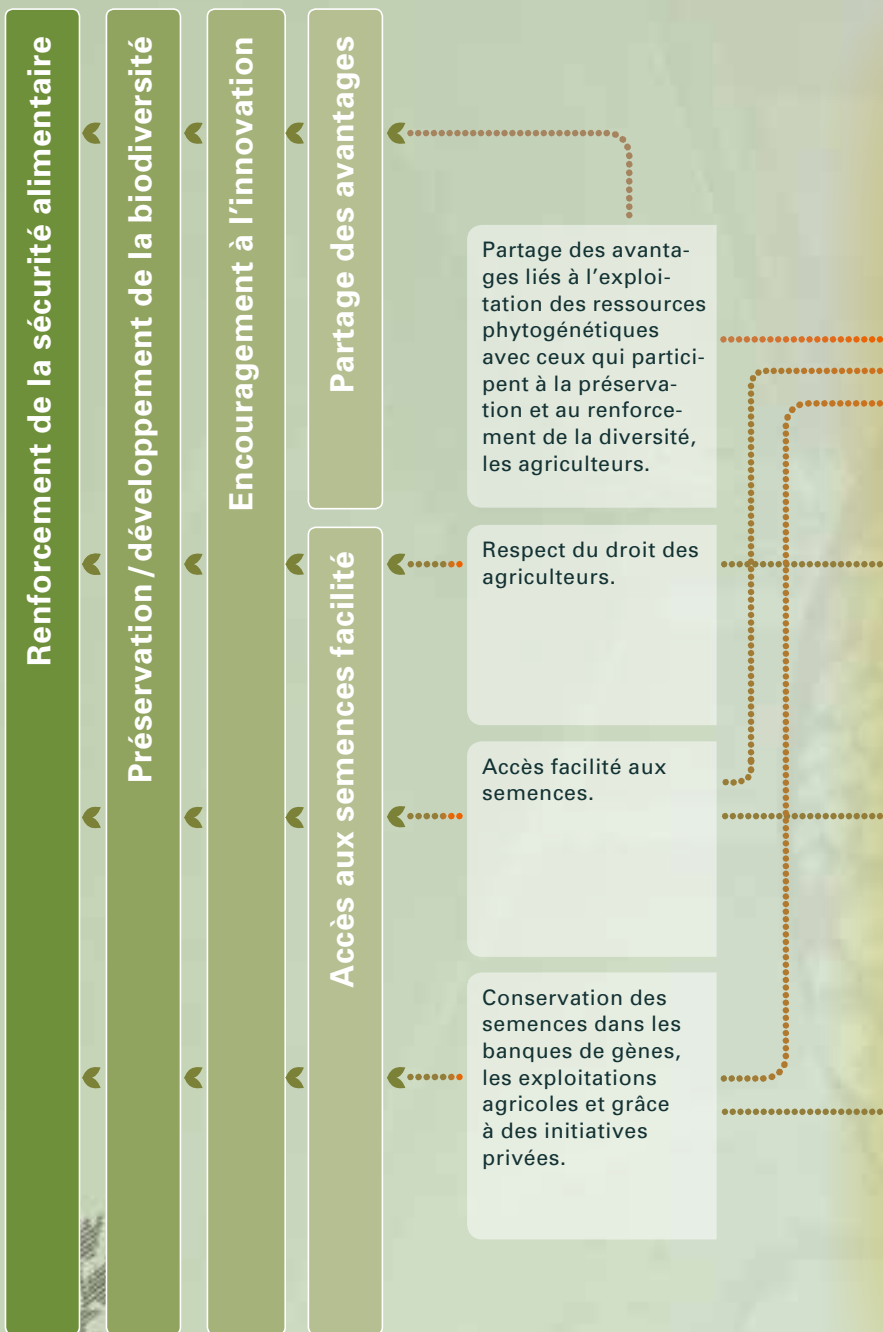 Renforcement de la sécurité alimentaire
Préservation / développement de la biodiversité
Encouragement à l’innovation
Partage des avantages
Accès aux semences facilité
Partage des avanta-
ges liés à l’exploi-
tation des ressources
phytogénétiques
avec ceux qui partici-
pent à la préserva-
tion et au renforce-
ment de la diversité,
les agriculteurs.
Respect du droit des
agriculteurs.
Accès facilité aux
semences.
Conservation des
semences dans les
banques de gènes,
les exploitations
agricoles et grâce
à des initiatives
privées.